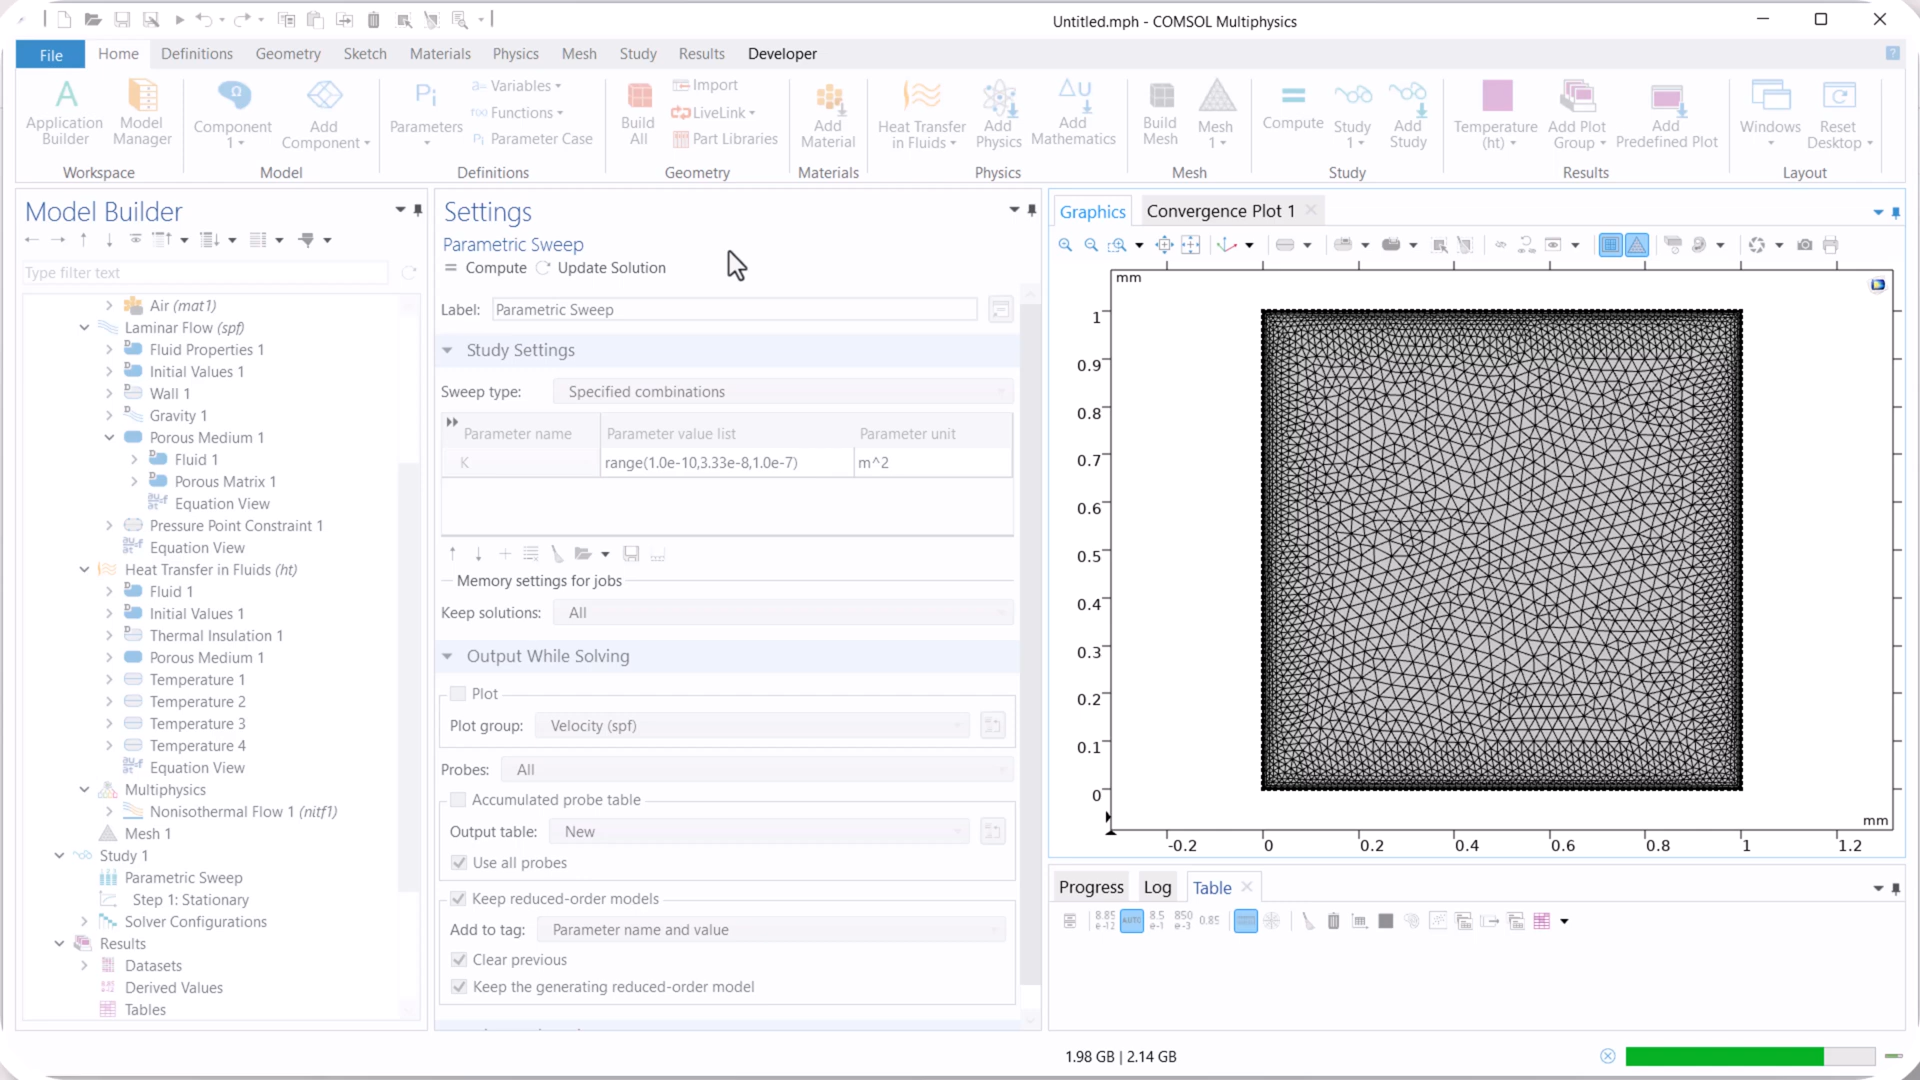 Untitled.mph - COMSOL Multiphysics
File Home Definitions Geometry Sketch Materials Physics Mesh Study Results Developer
Application Builder
Model Manager
Workspace
Component 1
Add Component
Model
Pi
Parameters
a= Variables
f(x) Functions
Pi Parameter Case
Definitions
Build All
Import
LiveLink
Part Libraries
Geometry
Add Material
Materials
Heat Transfer in Fluids
Add Physics
ΔU
Add Mathematics
Physics
Build Mesh
Mesh 1
Mesh
Compute
Study 1
Add Study
Study
Temperature (ht)
Add Plot Group
Add Predefined Plot
Results
Windows
Reset Desktop
Layout
Model Builder
Type filter text
Air (mat1)
Laminar Flow (spf)
Fluid Properties 1
Initial Values 1
Wall 1
Gravity 1
Porous Medium 1
Fluid 1
Porous Matrix 1
Equation View
Pressure Point Constraint 1
Equation View
Heat Transfer in Fluids (ht)
Fluid 1
Initial Values 1
Thermal Insulation 1
Porous Medium 1
Temperature 1
Temperature 2
Temperature 3
Temperature 4
Equation View
Multiphysics
Nonisothermal Flow 1 (nitf1)
Mesh 1
Study 1
Parametric Sweep
Step 1: Stationary
Solver Configurations
Results
Datasets
Derived Values
Tables
Settings
Parametric Sweep
= Compute Update Solution
Label: Parametric Sweep
Study Settings
Sweep type: Specified combinations
Parameter name Parameter value list Parameter unit
K range(1.0e-10,3.33e-8,1.0e-7) m^2
Memory settings for jobs
Keep solutions: All
Output While Solving
Plot
Plot group: Velocity (spf)
Probes: All
Accumulated probe table
Output table: New
Use all probes
Keep reduced-order models
Add to tag: Parameter name and value
Clear previous
Keep the generating reduced-order model
Graphics Convergence Plot 1
mm
1
0.9
0.8
0.7
0.6
0.5
0.4
0.3
0.2
0.1
0
mm
-0.2 0 0.2 0.4 0.6 0.8 1 1.2
Progress Log Table
8.85 e-12 AUTO 8.5 e-1 850 e-3 0.85
1.98 GB | 2.14 GB